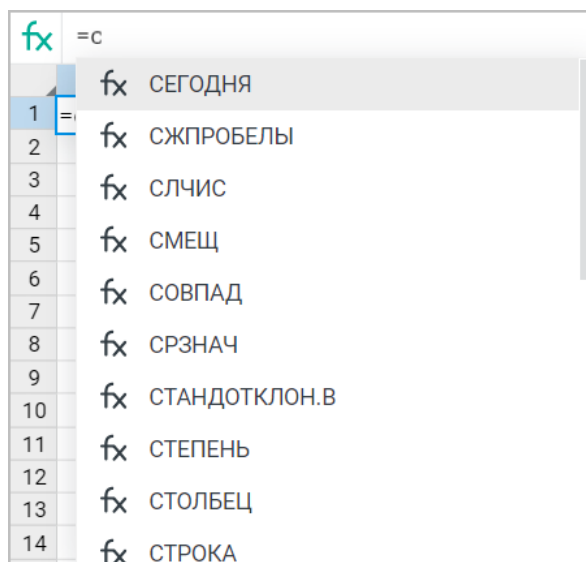 fx =с
fx СЕГОДНЯ
1 =
fx СЖПРОБЕЛЫ
2
3 fx СЛЧИС
4
5 fx СМЕЩ
6
fx СОВПАД
7
8 fx СРЗНАЧ
9
fx СТАНДОТКЛОН.В
10
11 fx СТЕПЕНЬ
12
fx СТОЛБЕЦ
13
14 fx СТРОКА